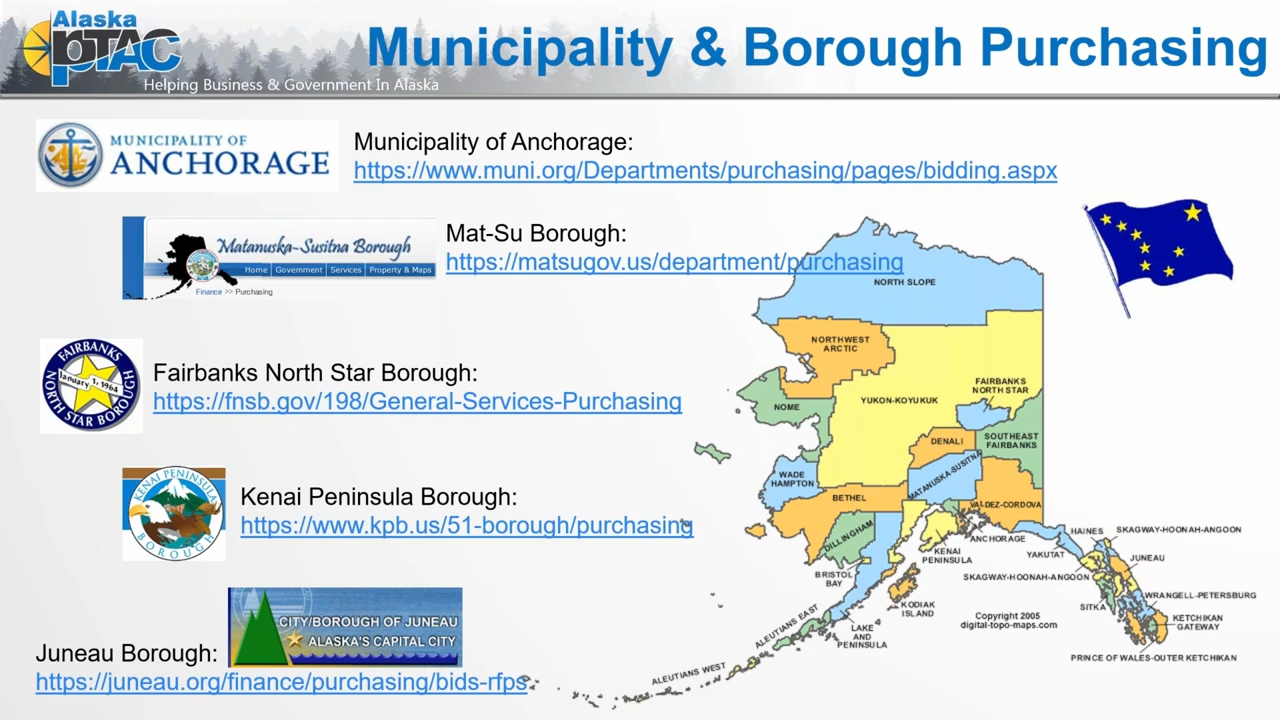 Alaska
pTAC
Helping Business & Government In Alaska
Municipality & Borough Purchasing
MUNICIPALITY OF
ANCHORAGE
Municipality of Anchorage:
https://www.muni.org/Departments/purchasing/pages/bidding.aspx
Matanuska-Susitna Borough
Home Government Services Property & Maps
Finance >> Purchasing
Mat-Su Borough:
https://matsugov.us/department/purchasing
FAIRBANKS
January 1, 1964
NORTH STAR BOROUGH
Fairbanks North Star Borough:
https://fnsb.gov/198/General-Services-Purchasing
KENAI PENINSULA
BOROUGH
Kenai Peninsula Borough:
https://www.kpb.us/51-borough/purchasing
CITY/BOROUGH OF JUNEAU
ALASKA'S CAPITAL CITY
Juneau Borough:
https://juneau.org/finance/purchasing/bids-rfps
NORTH SLOPE
NORTHWEST
ARCTIC
NOME
YUKON-KOYUKUK
FAIRBANKS
NORTH STAR
DENALI
SOUTHEAST
FAIRBANKS
WADE
HAMPTON
MATANUSKA-SUSITNA
BETHEL
VALDEZ-CORDOVA
DILLINGHAM
ANCHORAGE
KENAI
PENINSULA
BRISTOL
BAY
KODIAK
ISLAND
LAKE
AND
PENINSULA
ALEUTIANS EAST
ALEUTIANS WEST
HAINES
SKAGWAY-HOONAH-ANGOON
YAKUTAT
JUNEAU
SKAGWAY-HOONAH-ANGOON
WRANGELL-PETERSBURG
SITKA
KETCHIKAN
GATEWAY
PRINCE OF WALES-OUTER KETCHIKAN
Copyright 2005
digital-topo-maps.com